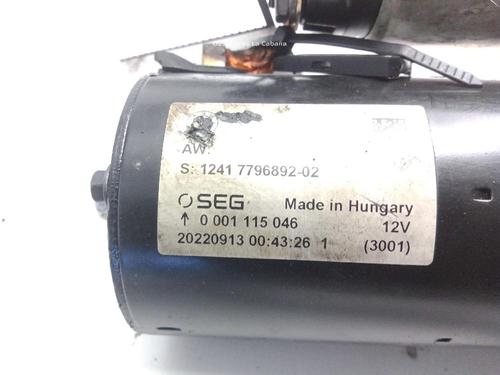 La Cabana
AW.
S: 1241 7796892-02
SEG Made in Hungary
↑ 0 001 115 046 12V
20220913 00:43:26 1 (3001)